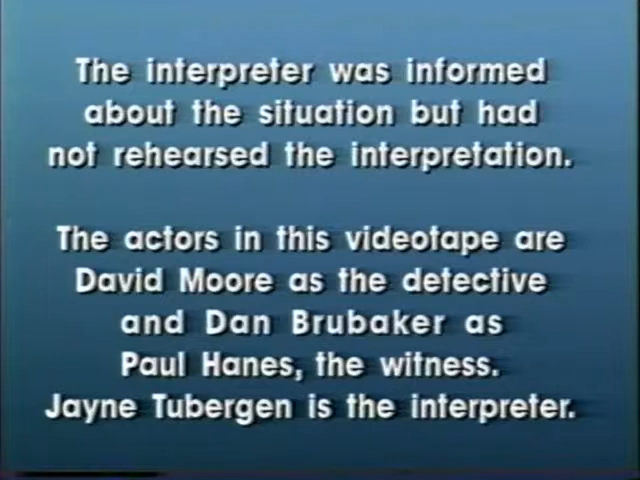 The interpreter was informed
about the situation but had
not rehearsed the interpretation.
The actors in this videotape are
David Moore as the detective
and Dan Brubaker as
Paul Hanes, the witness.
Jayne Tubergen is the interpreter.